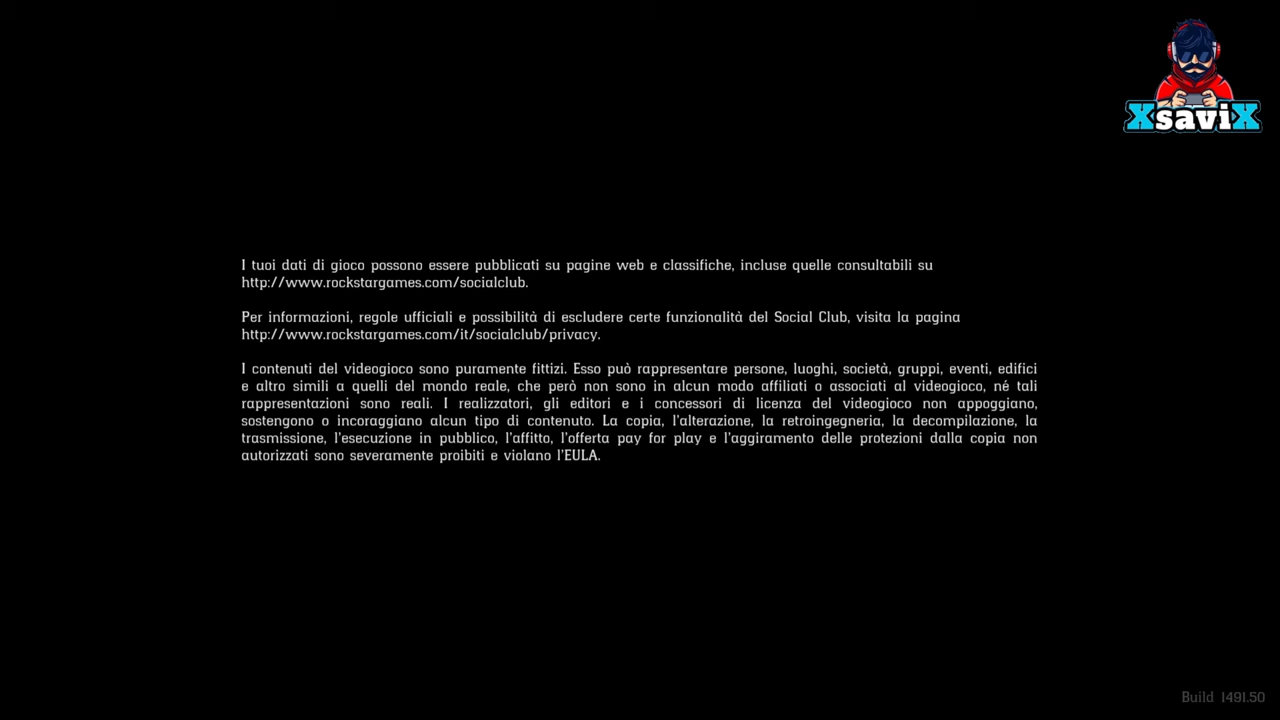 XsaviX
I tuoi dati di gioco possono essere pubblicati su pagine web e classifiche, incluse quelle consultabili su
http://www.rockstargames.com/socialclub.
Per informazioni, regole ufficiali e possibilità di escludere certe funzionalità del Social Club, visita la pagina
http://www.rockstargames.com/it/socialclub/privacy.
I contenuti del videogioco sono puramente fittizi. Esso può rappresentare persone, luoghi, società, gruppi, eventi, edifici
e altro simili a quelli del mondo reale, che però non sono in alcun modo affiliati o associati al videogioco, né tali
rappresentazioni sono reali. I realizzatori, gli editori e i concessori di licenza del videogioco non appoggiano,
sostengono o incoraggiano alcun tipo di contenuto. La copia, l'alterazione, la retroingegneria, la decompilazione, la
trasmissione, l'esecuzione in pubblico, l'affitto, l'offerta pay for play e l'aggiramento delle protezioni dalla copia non
autorizzati sono severamente proibiti e violano l'EULA.
Build 1491.50